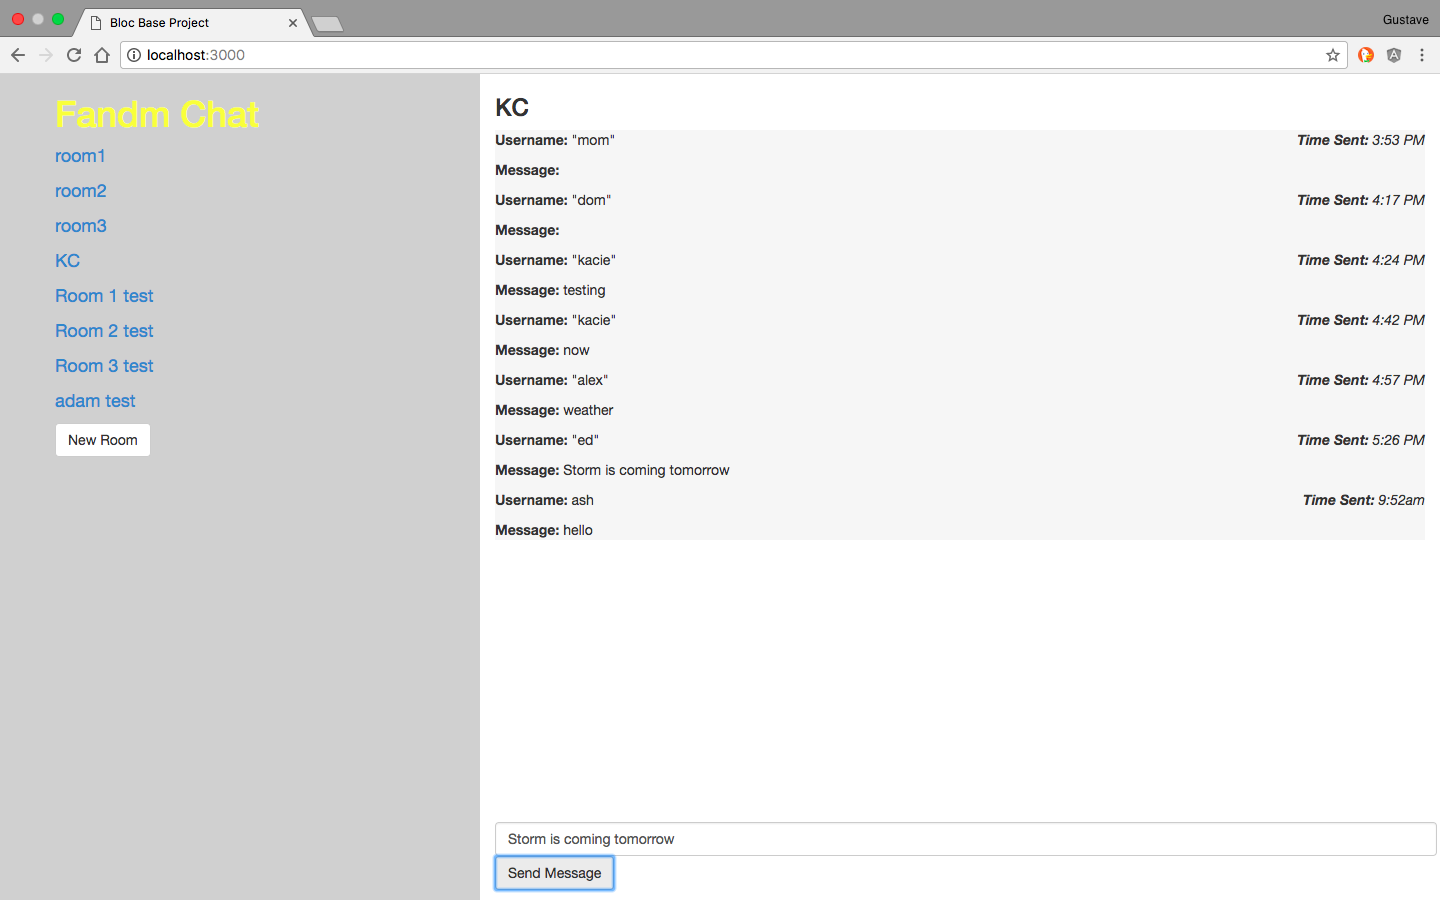 Bloc Base Project
Gustave
localhost:3000
Fandm Chat
room1
room2
room3
KC
Room 1 test
Room 2 test
Room 3 test
adam test
New Room
KC
Username: "mom" Time Sent: 3:53 PM
Message:
Username: "dom" Time Sent: 4:17 PM
Message:
Username: "kacie" Time Sent: 4:24 PM
Message: testing
Username: "kacie" Time Sent: 4:42 PM
Message: now
Username: "alex" Time Sent: 4:57 PM
Message: weather
Username: "ed" Time Sent: 5:26 PM
Message: Storm is coming tomorrow
Username: ash Time Sent: 9:52am
Message: hello
Storm is coming tomorrow
Send Message